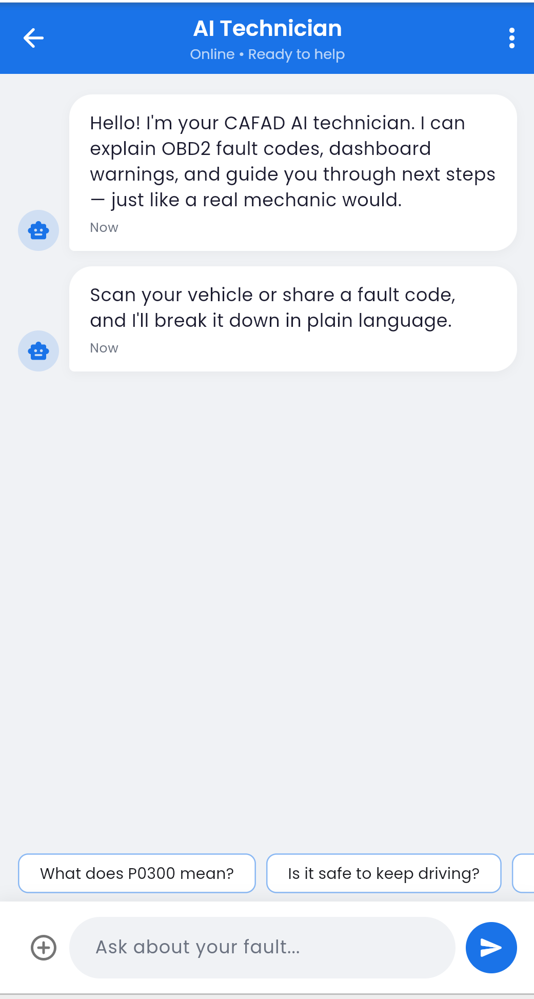 AI Technician
Online • Ready to help
Hello! I'm your CAFAD AI technician. I can
explain OBD2 fault codes, dashboard
warnings, and guide you through next steps
— just like a real mechanic would.
Now
Scan your vehicle or share a fault code,
and I'll break it down in plain language.
Now
What does P0300 mean?
Is it safe to keep driving?
Ask about your fault...